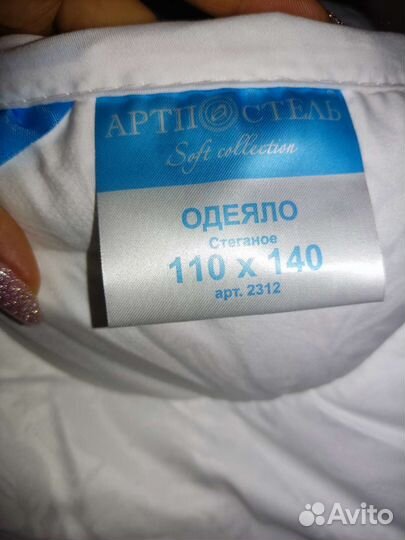 АРТПОСТЕЛЬ
Soft collection
ОДЕЯЛО
Стеганое
110 x 140
арт. 2312
Avito